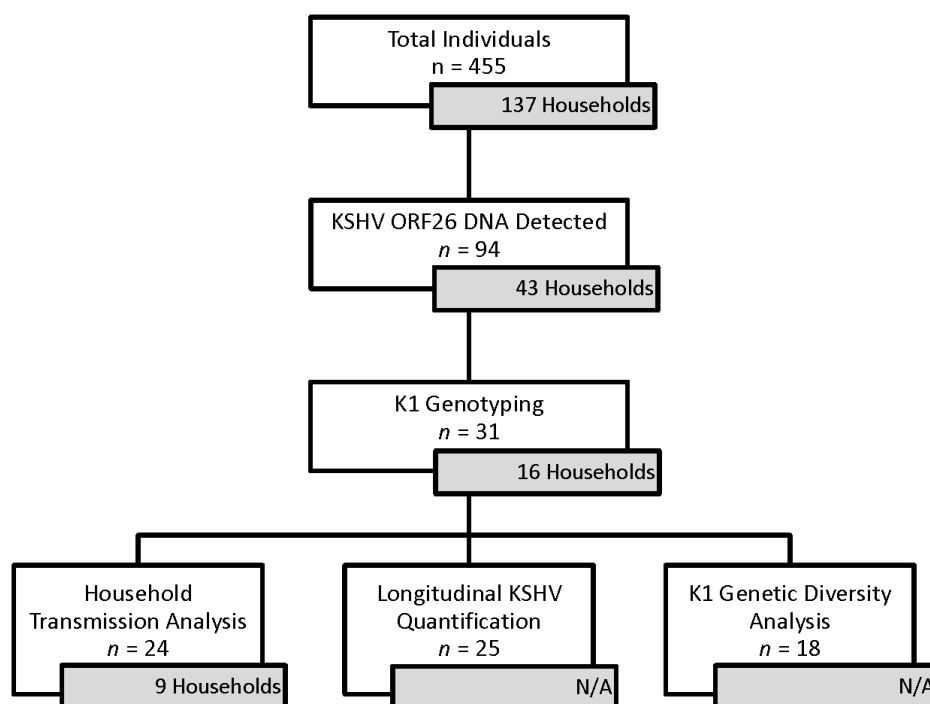 Total Individuals
n = 455
137 Households
KSHV ORF26 DNA Detected
n = 94
43 Households
K1 Genotyping
n = 31
16 Households
Household
Transmission Analysis
n = 24
9 Households
Longitudinal KSHV
Quantification
n = 25
N/A
K1 Genetic Diversity
Analysis
n = 18
N/A